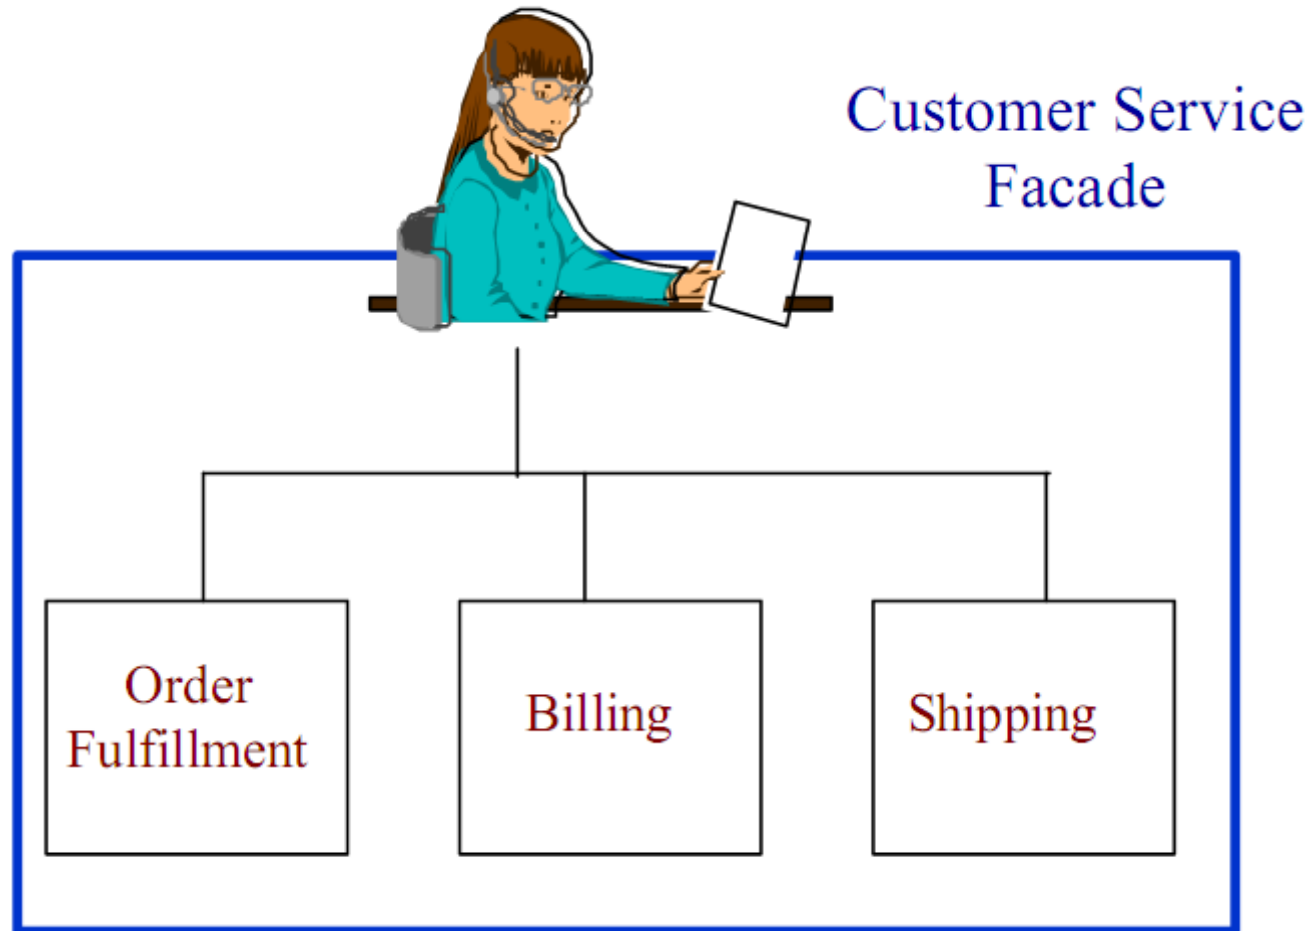 Customer Service
Facade
Order
Fulfillment
Billing
Shipping